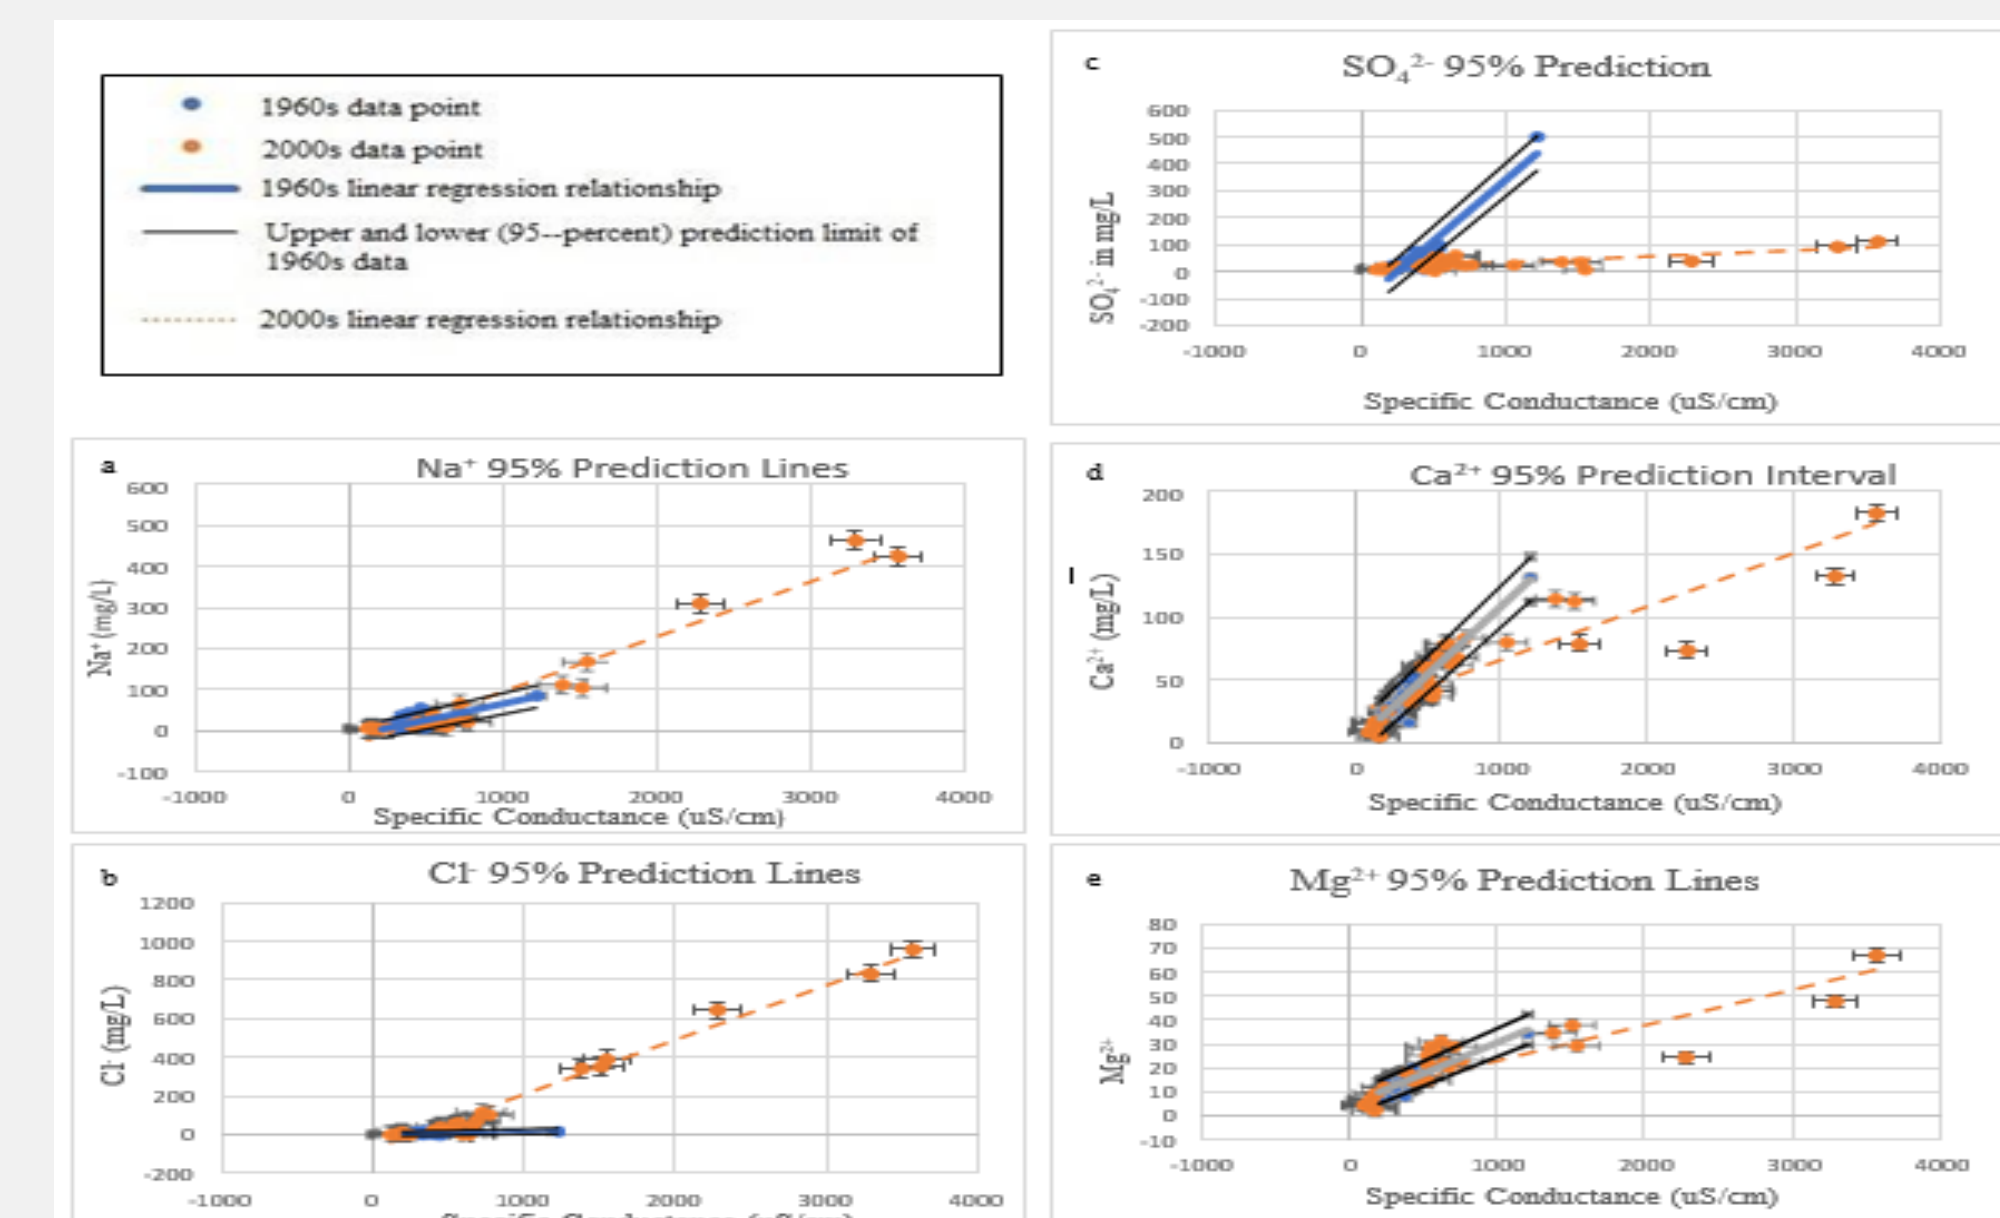 1960s data point
2000s data point
1960s linear regression relationship
Upper and lower (95--percent) prediction limit of
1960s data
2000s linear regression relationship
c
SO₄²⁻ 95% Prediction
600
500
400
300
200
100
0
-100
-200
SO₄²⁻ in mg/L
-1000 0 1000 2000 3000 4000
Specific Conductance (uS/cm)
a
Na⁺ 95% Prediction Lines
600
500
400
300
200
100
0
-100
Na⁺ (mg/L)
-1000 0 1000 2000 3000 4000
Specific Conductance (uS/cm)
d
Ca²⁺ 95% Prediction Interval
200
150
100
50
0
Ca²⁺ (mg/L)
-1000 0 1000 2000 3000 4000
Specific Conductance (uS/cm)
b
Cl⁻ 95% Prediction Lines
1200
1000
800
600
400
200
0
-200
Cl⁻ (mg/L)
-1000 0 1000 2000 3000 4000
e
Mg²⁺ 95% Prediction Lines
80
70
60
50
40
30
20
10
0
-10
Mg²⁺
-1000 0 1000 2000 3000 4000
Specific Conductance (uS/cm)